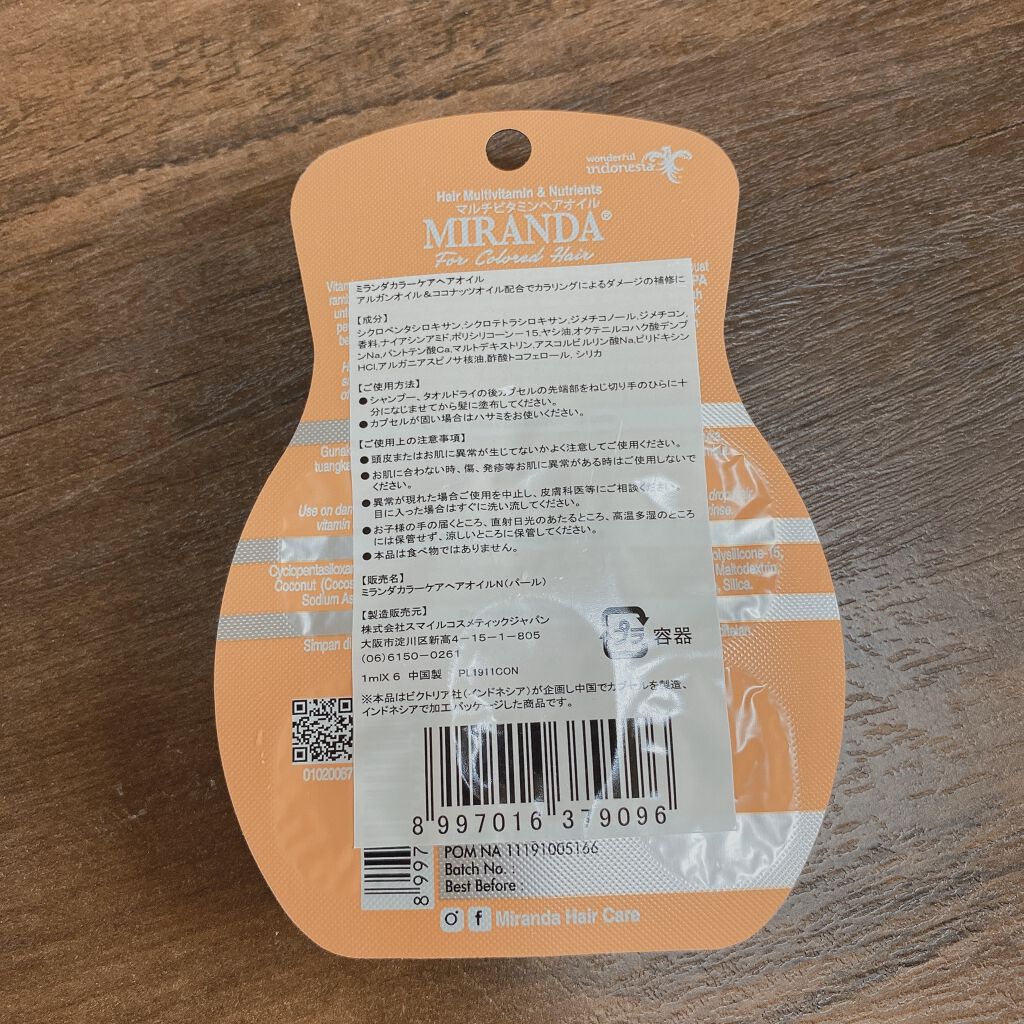 wonderful
indonesia
Hair Multivitamin & Nutrients
マルチビタミンヘアオイル
MIRANDA®
For Colored Hair
ミランダカラーケアヘアオイル
アルガンオイル＆ココナッツオイル配合でカラリングによるダメージの補修に
【成分】
シクロペンタシロキサン,シクロテトラシロキサン,ジメチコノール,ジメチコン,
香料,ナイアシンアミド,ポリシリコーン－15,ヤシ油,オクテニルコハク酸デンプ
ンNa,パントテン酸Ca,マルトデキストリン,アスコルビルリン酸Na,ピリドキシン
HCl,アルガニアスピノサ核油,酢酸トコフェロール, シリカ
【ご使用方法】
●シャンプー、タオルドライの後カプセルの先端部をねじ切り手のひらに十
分になじませてから髪に塗布してください。
●カプセルが固い場合はハサミをお使いください。
【ご使用上の注意事項】
●頭皮またはお肌に異常が生じてないかよく注意してご使用ください。
●お肌に合わない時、傷、発疹等お肌に異常がある時はご使用しないで
ください。
●異常が現れた場合ご使用を中止し、皮膚科医等にご相談ください。
目に入った場合はすぐに洗い流してください。
●お子様の手の届くところ、直射日光のあたるところ、高温多湿のところ
には保管せず、涼しいところに保管してください。
●本品は食べ物ではありません。
【販売名】
ミランダカラーケアヘアオイルN（パール）
【製造販売元】
株式会社スマイルコスメティックジャパン
大阪市淀川区新高4－15－1－805
（06）6150－0261
プラ 容器
1mlX 6 中国製 PL1911CON
※本品はビクトリア社（インドネシア）が企画し中国でカプセルを製造、
インドネシアで加工パッケージした商品です。
8 997016 379096
Use on dam
vitamin
drop hair
rinse.
Cyclopentasiloxan
Coconut (Cocos
Sodium As
olysilicone-15,
Maltodextrin,
Silica.
Simpan di
01020067
8 997
POM NA 11191005166
Batch No. :
Best Before :
Miranda Hair Care